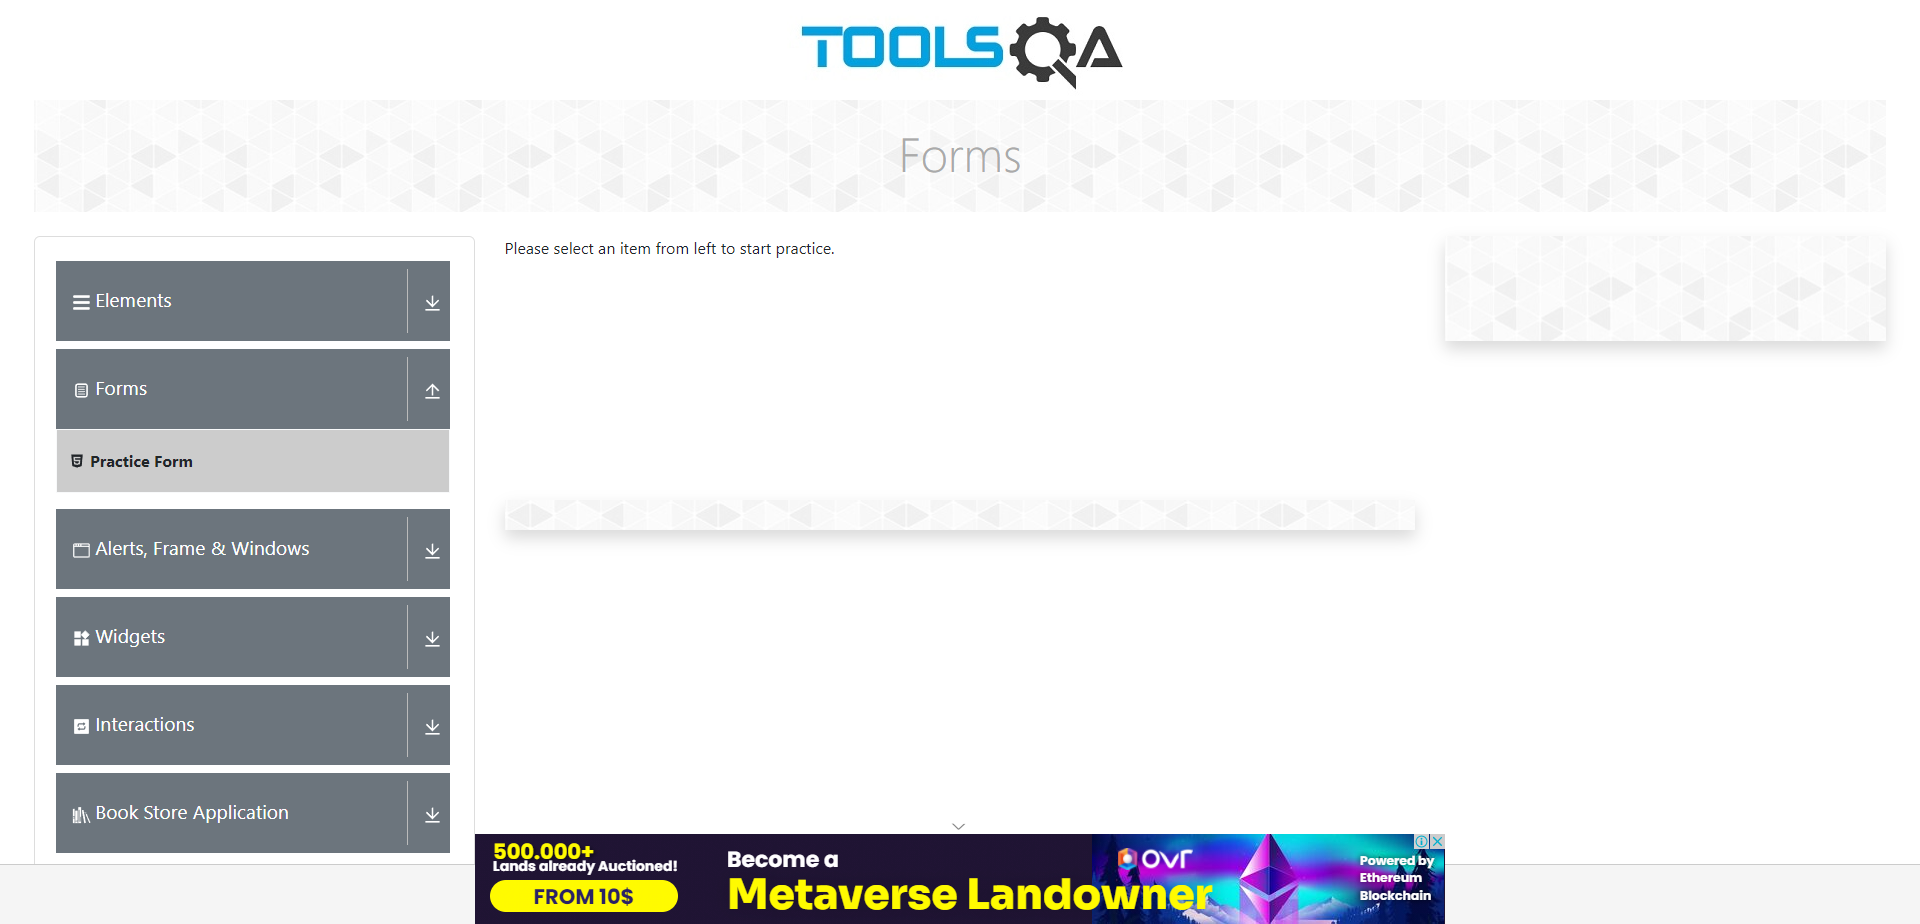 TOOLSQA
Forms
Elements
Forms
Practice Form
Alerts, Frame & Windows
Widgets
Interactions
Book Store Application
Please select an item from left to start practice.
500.000+
Lands already Auctioned!
FROM 10$
Become a
Metaverse Landowner
OVR
Powered by
Ethereum
Blockchain